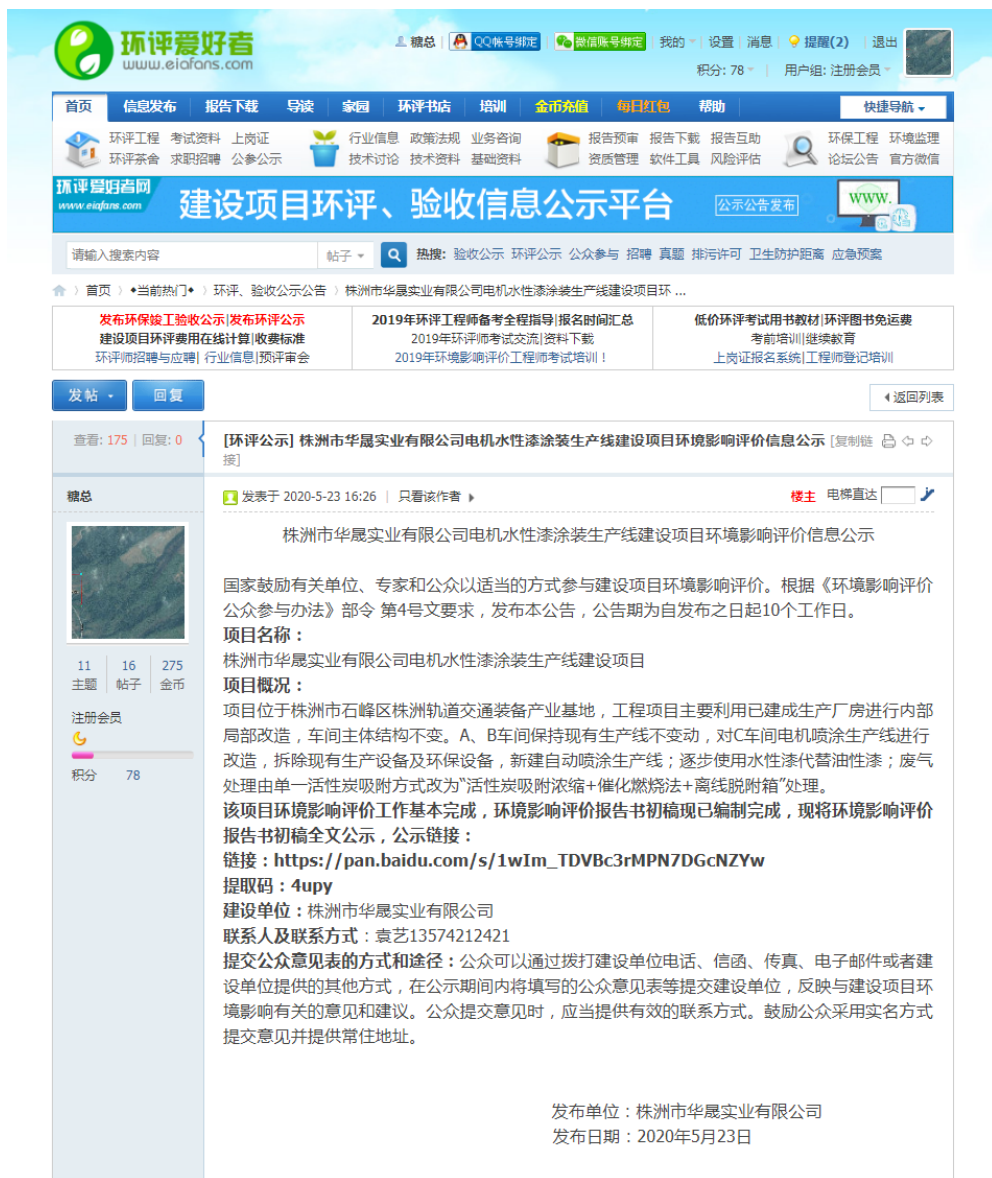 环评爱好者
www.eiafans.com
糖总 QQ帐号绑定 微信账号绑定 我的 设置 消息 提醒(2) 退出
积分: 78 用户组: 注册会员
首页 信息发布 报告下载 导读 家园 环评书店 培训 金币充值 每日红包 帮助 快捷导航
环评工程 考试资料 上岗证 行业信息 政策法规 业务咨询 报告预审 报告下载 报告互助 环保工程 环境监理
环评茶舍 求职招聘 公参公示 技术讨论 技术资料 基础资料 资质管理 软件工具 风险评估 论坛公告 官方微信
环评爱好者网
www.eiafans.com
建设项目环评、验收信息公示平台 公示公告发布 WWW.
请输入搜索内容 帖子 热搜: 验收公示 环评公示 公众参与 招聘 真题 排污许可 卫生防护距离 应急预案
首页 〉 ◆当前热门◆ 〉 环评、验收公示公告 〉 株洲市华晟实业有限公司电机水性漆涂装生产线建设项目环 ...
发布环保竣工验收公示|发布环评公示 2019年环评工程师备考全程指导|报名时间汇总 低价环评考试用书教材|环评图书免运费
建设项目环评费用在线计算|收费标准 2019年环评师考试交流|资料下载 考前培训|继续教育
环评师招聘与应聘| 行业信息|预评审会 2019年环境影响评价工程师考试培训！ 上岗证报名系统|工程师登记培训
发帖 回复 返回列表
查看: 175 | 回复: 0 [环评公示] 株洲市华晟实业有限公司电机水性漆涂装生产线建设项目环境影响评价信息公示 [复制链
接]
糖总 发表于 2020-5-23 16:26 | 只看该作者 楼主 电梯直达
株洲市华晟实业有限公司电机水性漆涂装生产线建设项目环境影响评价信息公示
国家鼓励有关单位、专家和公众以适当的方式参与建设项目环境影响评价。根据《环境影响评价
公众参与办法》部令 第4号文要求，发布本公告，公告期为自发布之日起10个工作日。
项目名称：
株洲市华晟实业有限公司电机水性漆涂装生产线建设项目
项目概况：
项目位于株洲市石峰区株洲轨道交通装备产业基地，工程项目主要利用已建成生产厂房进行内部
局部改造，车间主体结构不变。A、B车间保持现有生产线不变动，对C车间电机喷涂生产线进行
改造，拆除现有生产设备及环保设备，新建自动喷涂生产线；逐步使用水性漆代替油性漆；废气
处理由单一活性炭吸附方式改为“活性炭吸附浓缩+催化燃烧法+离线脱附箱”处理。
该项目环境影响评价工作基本完成，环境影响评价报告书初稿现已编制完成，现将环境影响评价
报告书初稿全文公示，公示链接：
链接：https://pan.baidu.com/s/1wIm_TDVBc3rMPN7DGcNZYw
提取码：4upy
建设单位：株洲市华晟实业有限公司
联系人及联系方式：袁艺13574212421
提交公众意见表的方式和途径：公众可以通过拨打建设单位电话、信函、传真、电子邮件或者建
设单位提供的其他方式，在公示期间内将填写的公众意见表等提交建设单位，反映与建设项目环
境影响有关的意见和建议。公众提交意见时，应当提供有效的联系方式。鼓励公众采用实名方式
提交意见并提供常住地址。
11 16 275
主题 帖子 金币
注册会员
积分 78
发布单位：株洲市华晟实业有限公司
发布日期：2020年5月23日